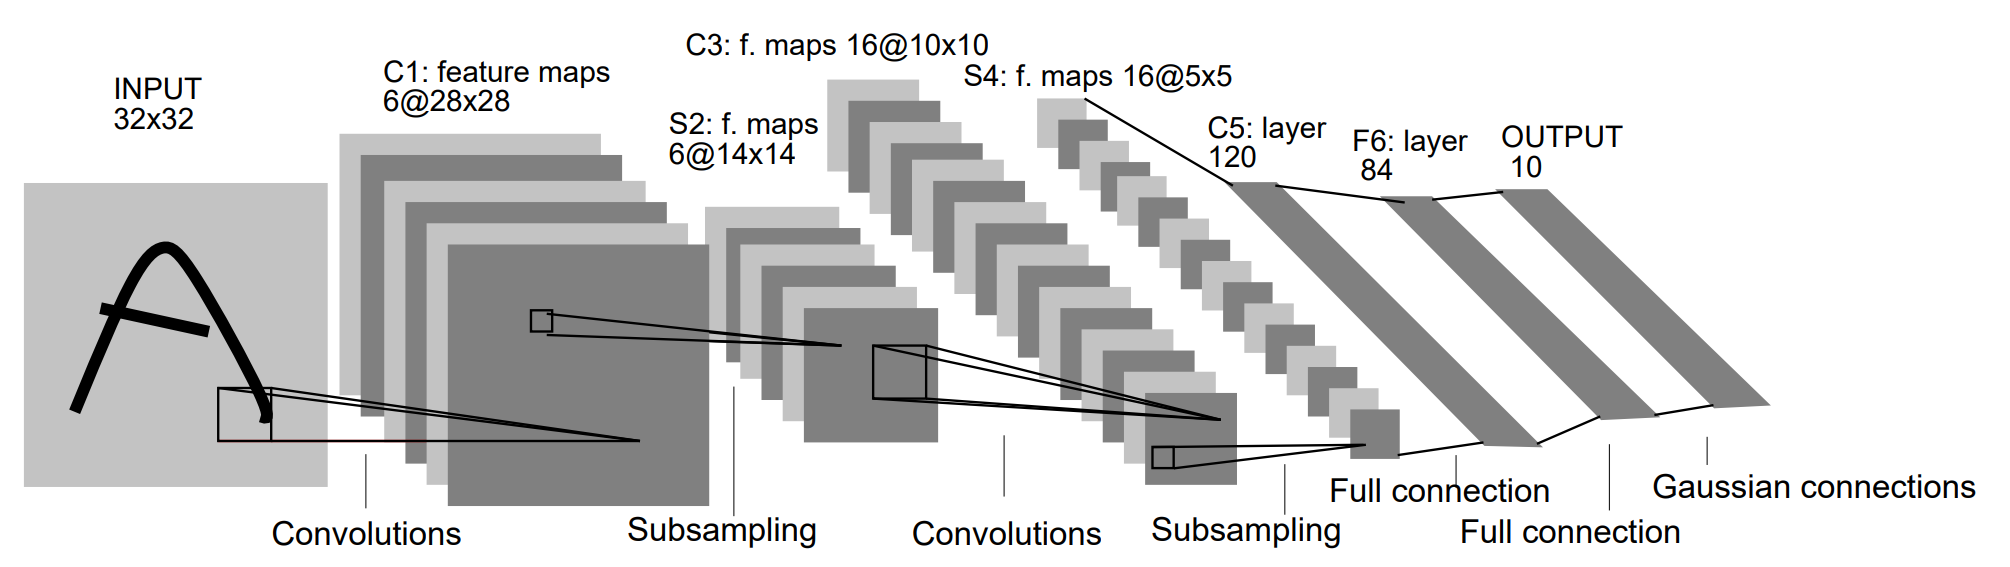 INPUT
32x32
C1: feature maps
6@28x28
S2: f. maps
6@14x14
C3: f. maps 16@10x10
S4: f. maps 16@5x5
C5: layer
120
F6: layer
84
OUTPUT
10
Convolutions
Subsampling
Convolutions
Subsampling
Full connection
Full connection
Gaussian connections